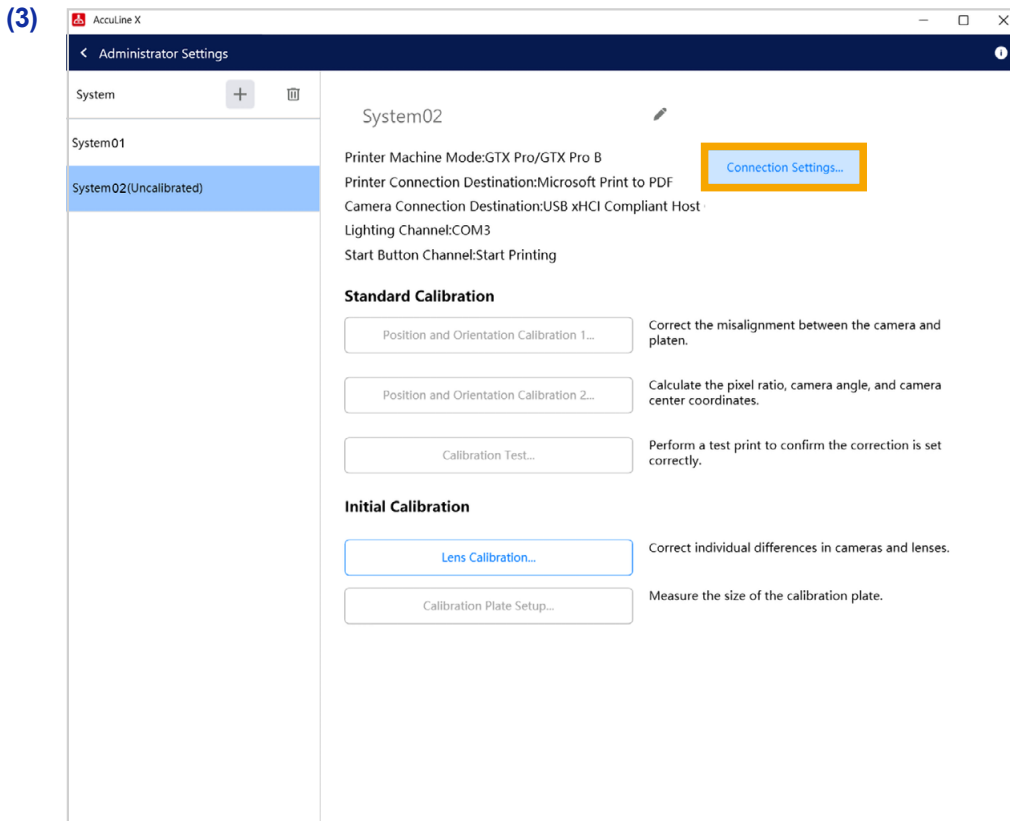 (3)
AccuLine X
Administrator Settings
System
System01
System02(Uncalibrated)
System02
Printer Machine Mode:GTX Pro/GTX Pro B
Connection Settings...
Printer Connection Destination:Microsoft Print to PDF
Camera Connection Destination:USB xHCI Compliant Host
Lighting Channel:COM3
Start Button Channel:Start Printing
Standard Calibration
Position and Orientation Calibration 1...
Correct the misalignment between the camera and
platen.
Position and Orientation Calibration 2...
Calculate the pixel ratio, camera angle, and camera
center coordinates.
Calibration Test...
Perform a test print to confirm the correction is set
correctly.
Initial Calibration
Lens Calibration...
Correct individual differences in cameras and lenses.
Calibration Plate Setup...
Measure the size of the calibration plate.